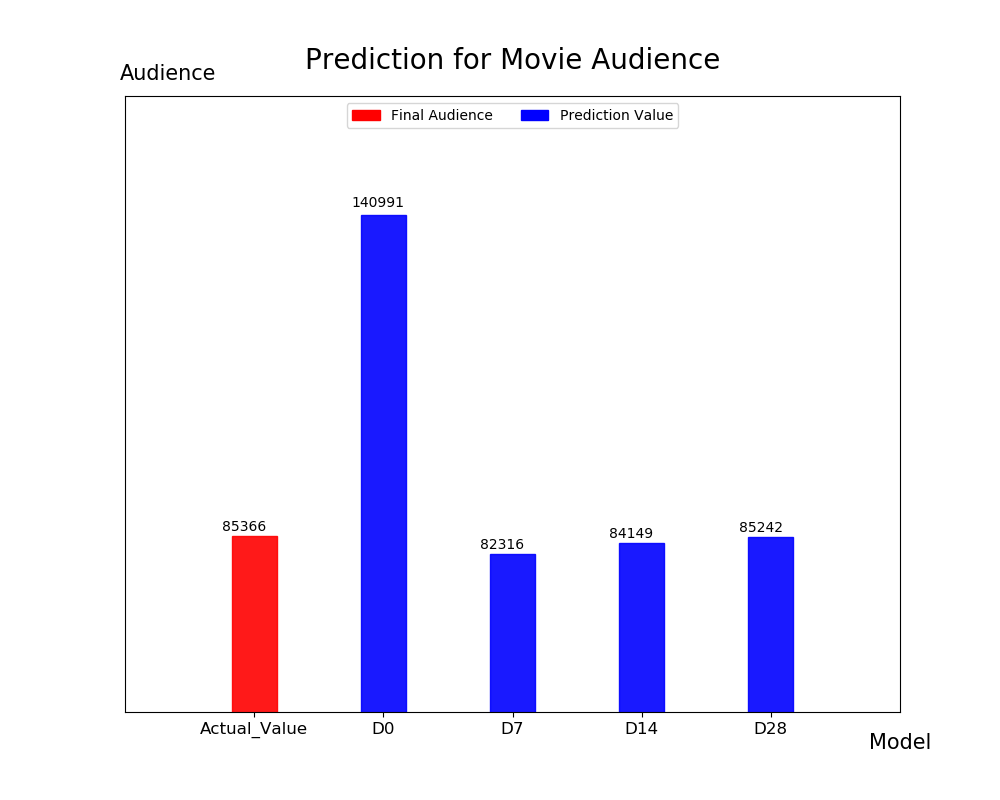 Prediction for Movie Audience
Audience
Final Audience
Prediction Value
140991
85366
82316
84149
85242
Actual_Value
D0
D7
D14
D28
Model